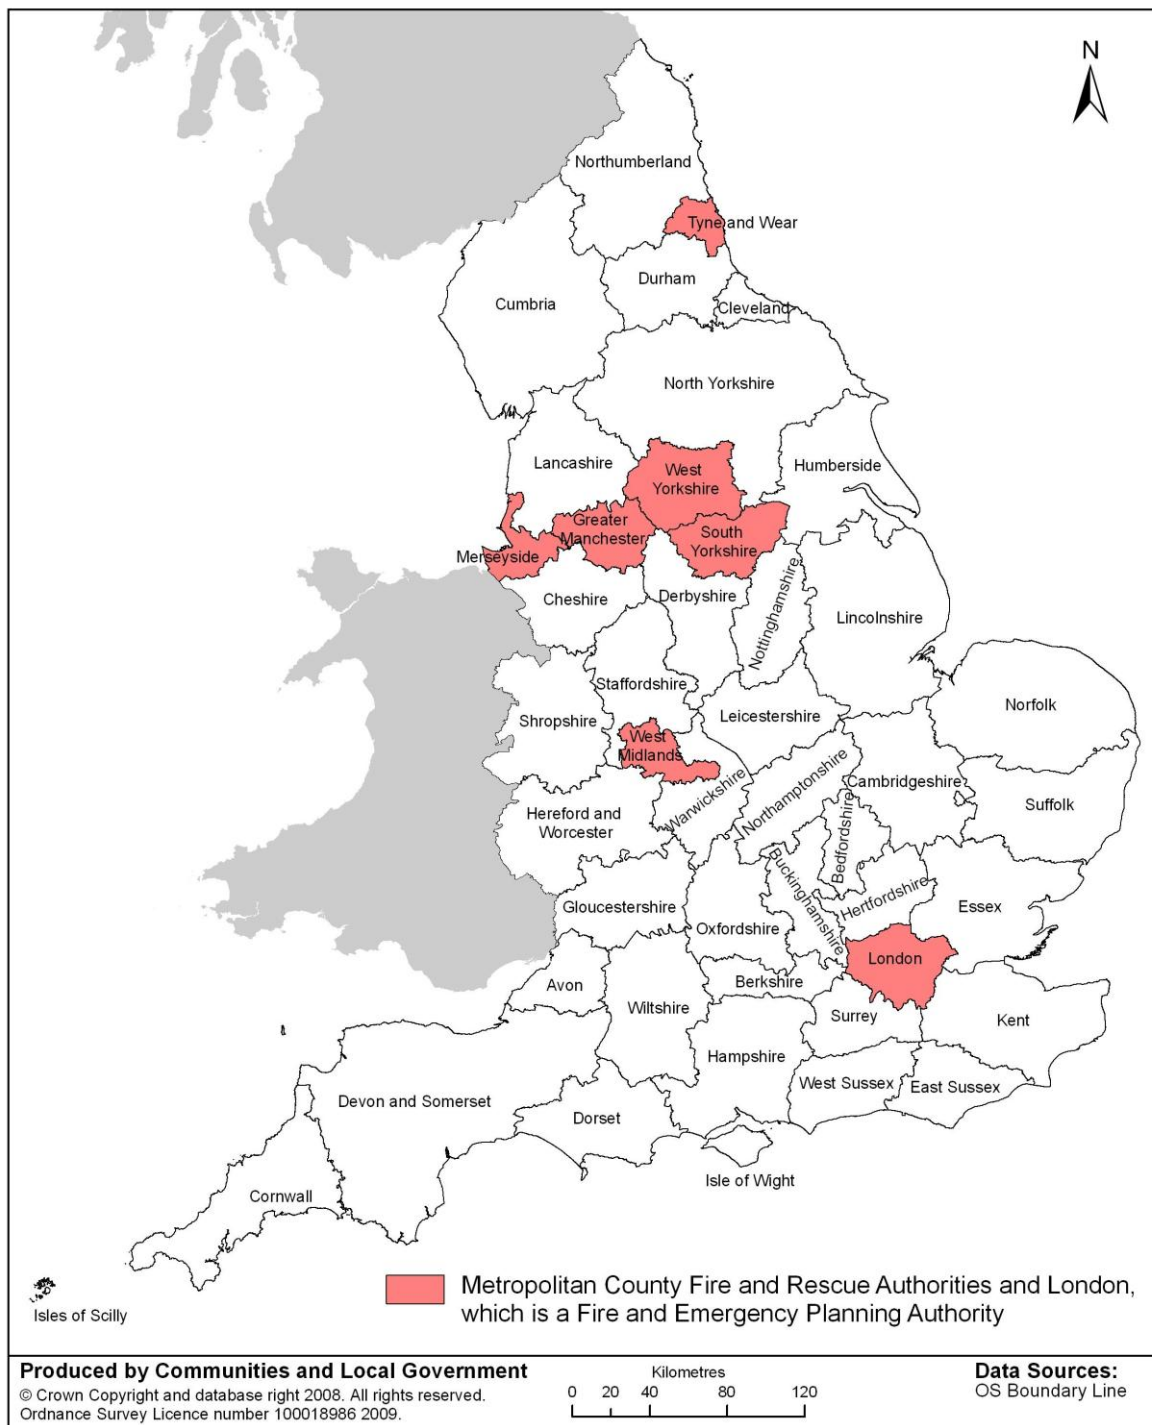 N
Northumberland
Tyne and Wear
Durham
Cleveland
Cumbria
North Yorkshire
Lancashire
West
Yorkshire
Humberside
Greater
Manchester
South
Yorkshire
Merseyside
Cheshire
Derbyshire
Nottinghamshire
Lincolnshire
Staffordshire
Shropshire
Leicestershire
Norfolk
West
Midlands
Warwickshire
Northamptonshire
Cambridgeshire
Suffolk
Hereford and
Worcester
Bedfordshire
Buckinghamshire
Hertfordshire
Essex
Gloucestershire
Oxfordshire
London
Avon
Wiltshire
Berkshire
Surrey
Kent
Hampshire
West Sussex
East Sussex
Devon and Somerset
Dorset
Isle of Wight
Cornwall
Isles of Scilly
Metropolitan County Fire and Rescue Authorities and London,
which is a Fire and Emergency Planning Authority
Produced by Communities and Local Government
© Crown Copyright and database right 2008. All rights reserved.
Ordnance Survey Licence number 100018986 2009.
Kilometres
0 20 40 80 120
Data Sources:
OS Boundary Line